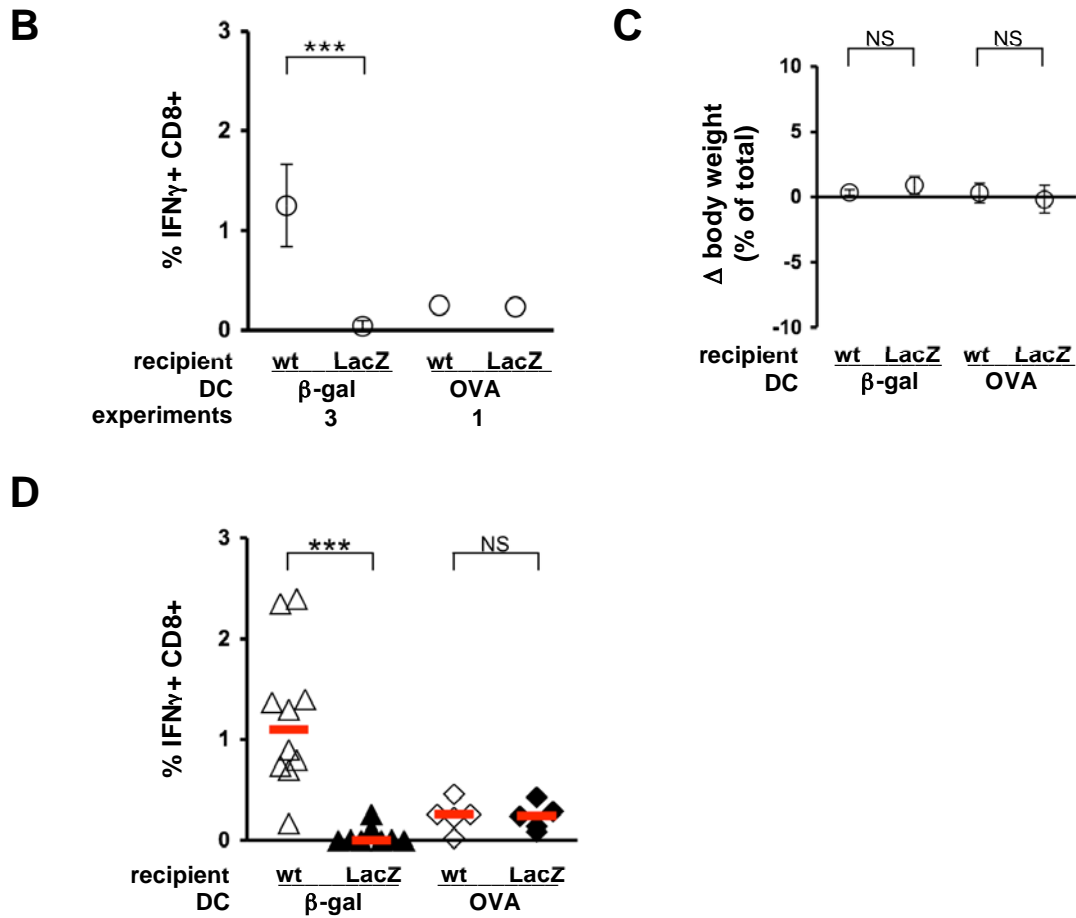 B
3
2
1
0
% IFNγ+ CD8+
***
recipient wt LacZ wt LacZ
DC β-gal OVA
experiments 3 1
C
NS NS
10
5
0
-5
-10
Δ body weight
(% of total)
recipient wt LacZ wt LacZ
DC β-gal OVA
D
3
2
1
0
% IFNγ+ CD8+
*** NS
recipient wt LacZ wt LacZ
DC β-gal OVA